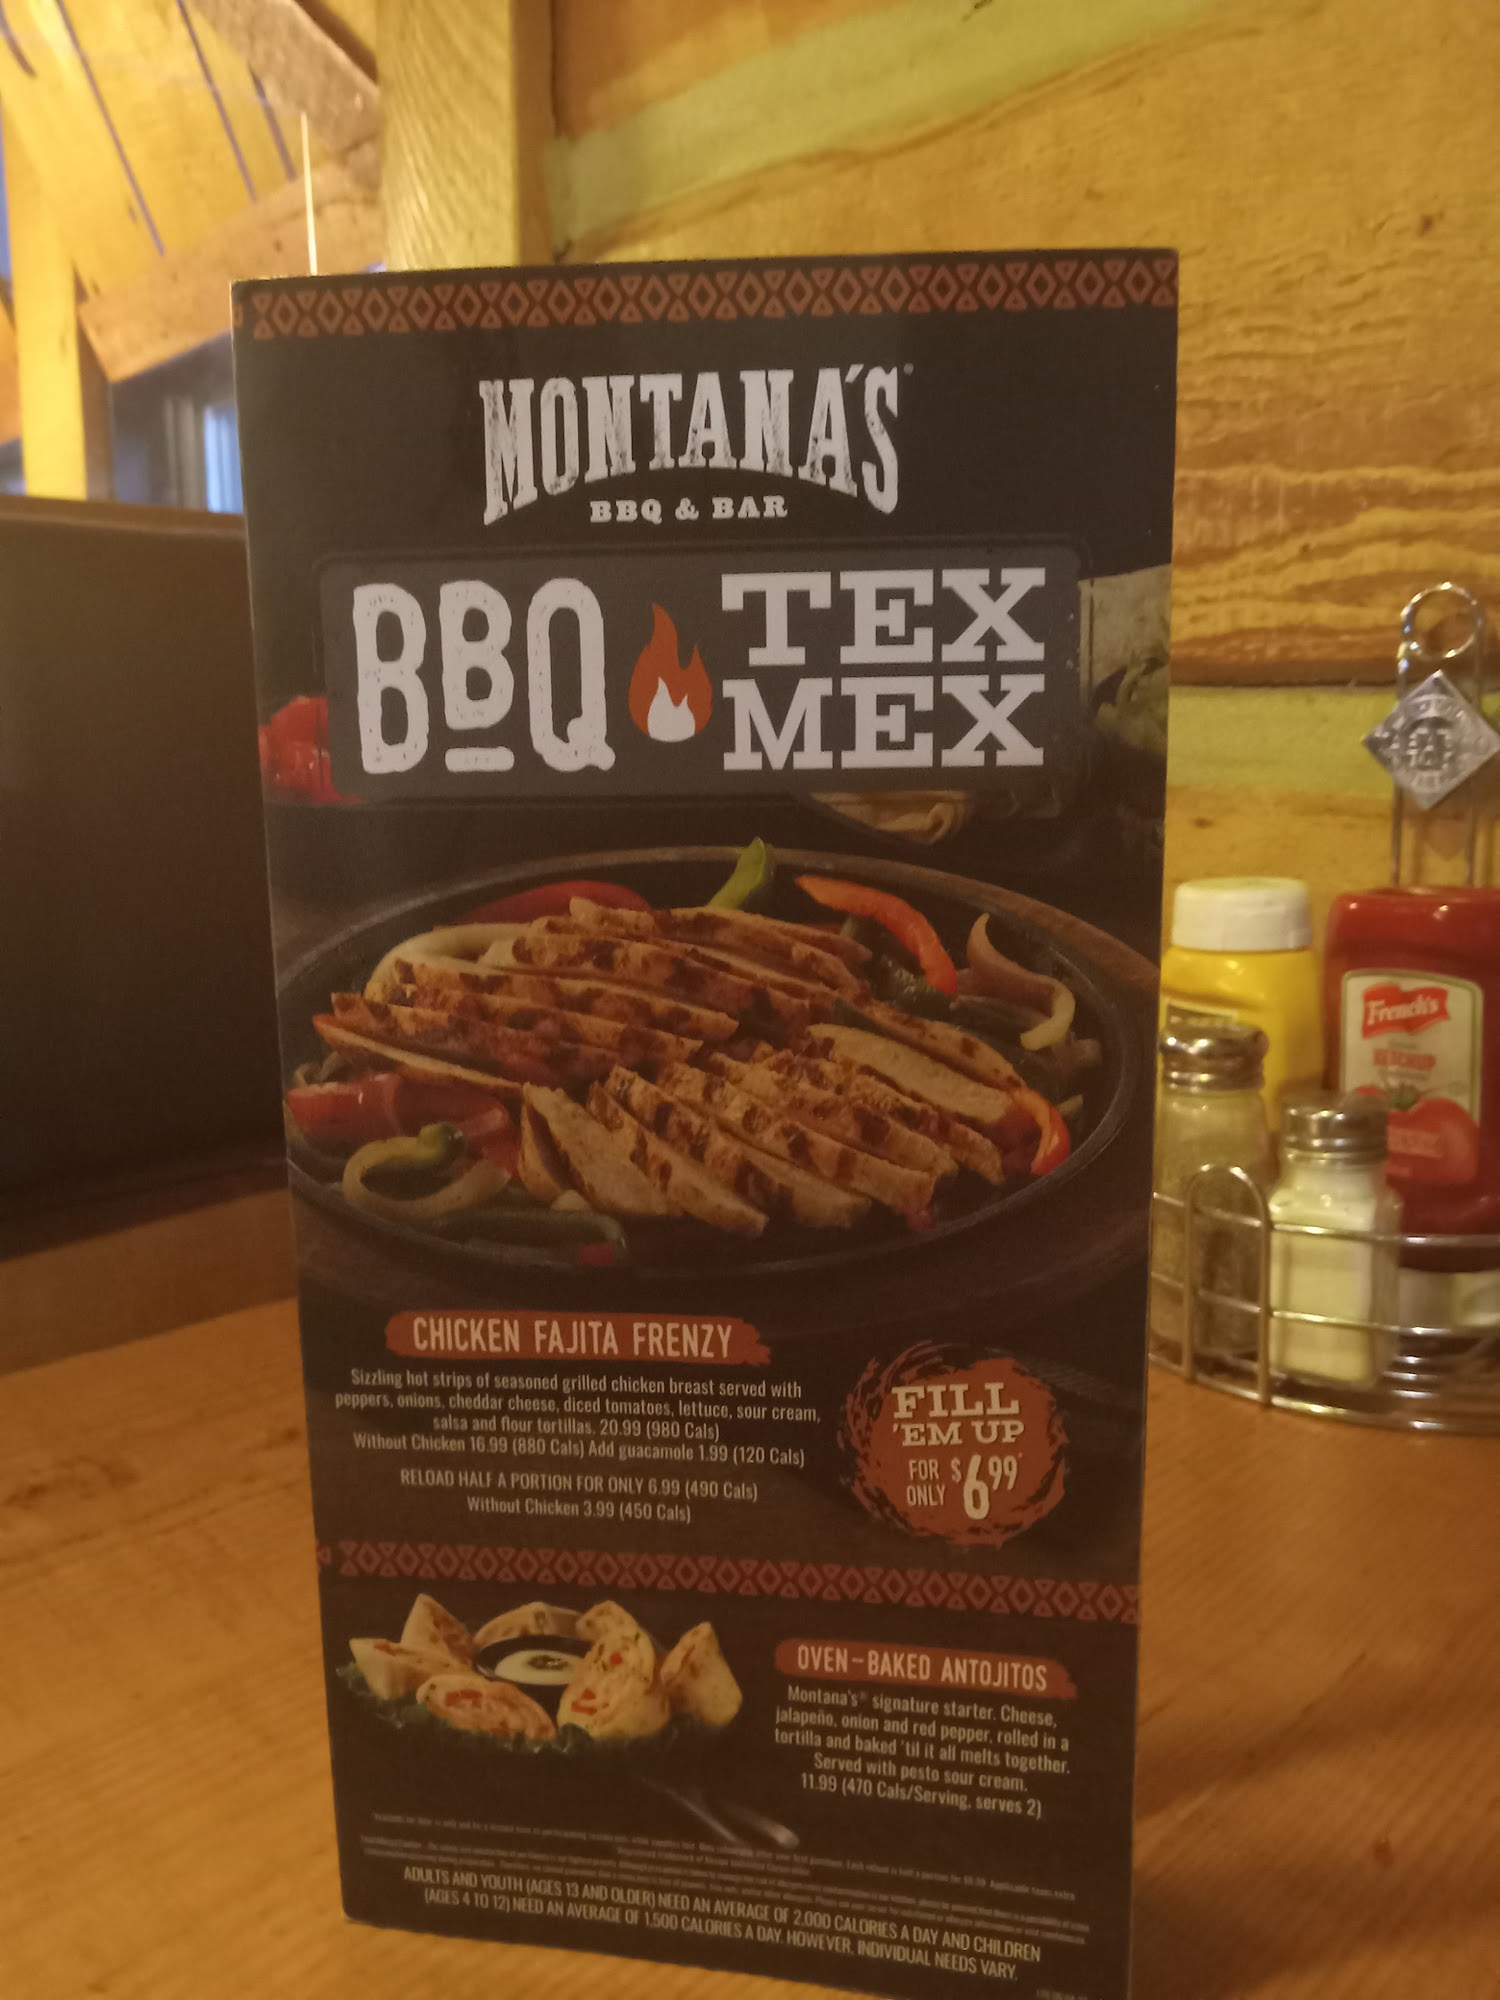 MONTANA'S
BBQ & BAR
BBQ TEX
MEX
CHICKEN FAJITA FRENZY
Sizzling hot strips of seasoned grilled chicken breast served with
peppers, onions, cheddar cheese, diced tomatoes, lettuce, sour cream,
salsa and flour tortillas. 20.99 (980 Cals)
Without Chicken 16.99 (880 Cals) Add guacamole 1.99 (120 Cals)
RELOAD HALF A PORTION FOR ONLY 6.99 (490 Cals)
Without Chicken 3.99 (450 Cals)
FILL
'EM UP
FOR ONLY $6.99*
OVEN-BAKED ANTOJITOS
Montana's® signature starter. Cheese,
jalapeño, onion and red pepper, rolled in a
tortilla and baked 'til it all melts together.
Served with pesto sour cream.
11.99 (470 Cals/Serving, serves 2)
ADULTS AND YOUTH (AGES 13 AND OLDER) NEED AN AVERAGE OF 2,000 CALORIES A DAY AND CHILDREN
(AGES 4 TO 12) NEED AN AVERAGE OF 1,500 CALORIES A DAY. HOWEVER, INDIVIDUAL NEEDS VARY.
French's
KETCHUP